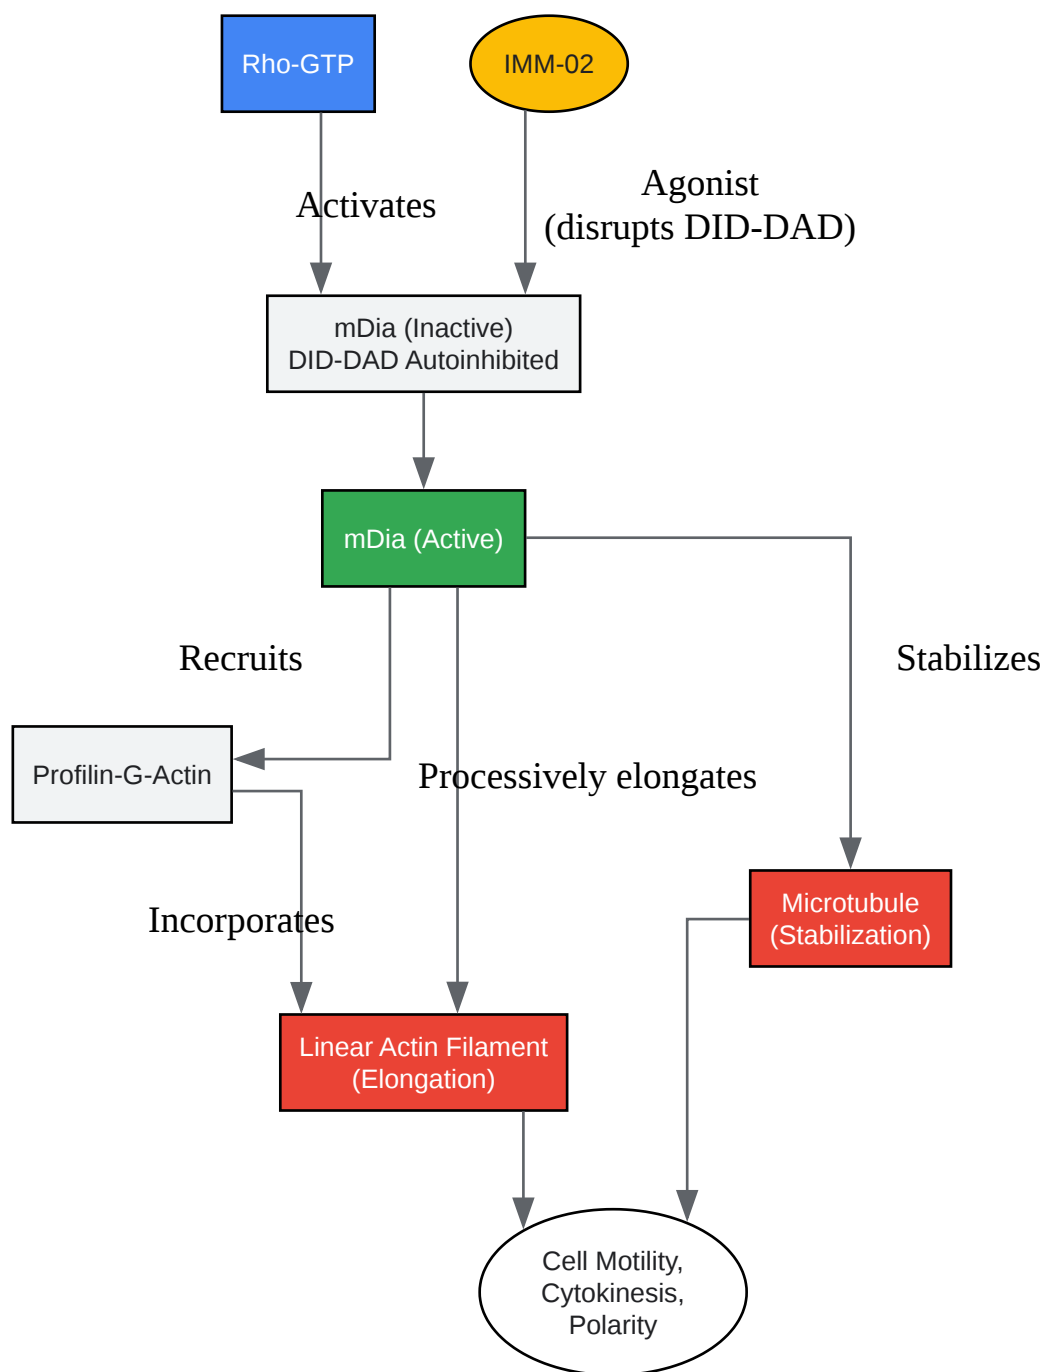 Rho-GTP
IMM-02
Activates
Agonist
(disrupts DID-DAD)
mDia (Inactive)
DID-DAD Autoinhibited
mDia (Active)
Recruits
Stabilizes
Profilin-G-Actin
Processively elongates
Incorporates
Microtubule
(Stabilization)
Linear Actin Filament
(Elongation)
Cell Motility,
Cytokinesis,
Polarity